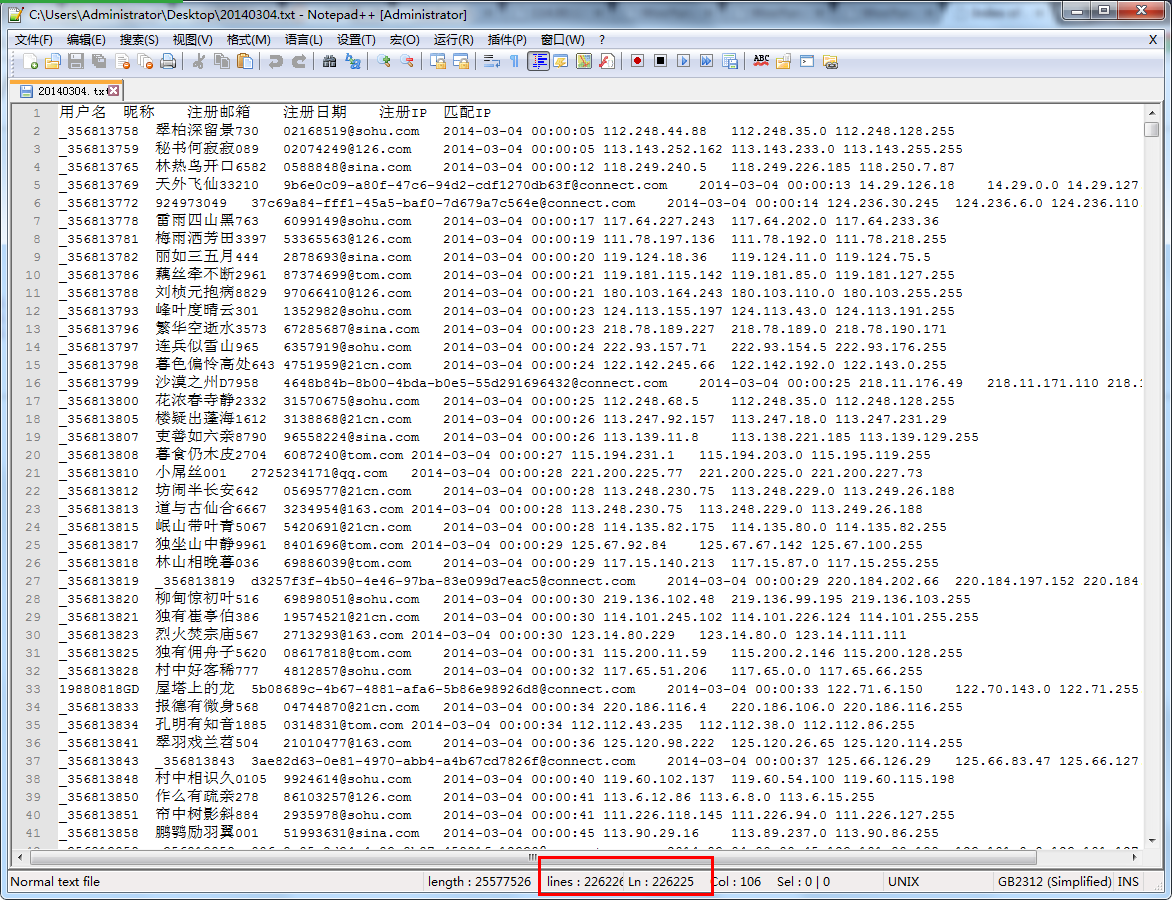 C:\Users\Administrator\Desktop\20140304.txt - Notepad++ [Administrator]
文件(F) 编辑(E) 搜索(S) 视图(V) 格式(M) 语言(L) 设置(T) 宏(O) 运行(R) 插件(P) 窗口(W) ? X
20140304.txt
1 用户名 昵称 注册邮箱 注册日期 注册IP 匹配IP
2 _356813758 翠柏深留景730 02168519@sohu.com 2014-03-04 00:00:05 112.248.44.88 112.248.35.0 112.248.128.255
3 _356813759 秘书何寂寂089 02074249@126.com 2014-03-04 00:00:05 113.143.252.162 113.143.233.0 113.143.255.255
4 _356813765 林热鸟开口6582 0588848@sina.com 2014-03-04 00:00:12 118.249.240.5 118.249.226.185 118.250.7.87
5 _356813769 天外飞仙33210 9b6e0c09-a80f-47c6-94d2-cdf1270db63f@connect.com 2014-03-04 00:00:13 14.29.126.18 14.29.0.0 14.29.127
6 _356813772 924973049 37c69a84-fff1-45a5-baf0-7d679a7c564e@connect.com 2014-03-04 00:00:14 124.236.30.245 124.236.6.0 124.236.110
7 _356813778 雷雨四山黑763 6099149@sohu.com 2014-03-04 00:00:17 117.64.227.243 117.64.202.0 117.64.233.36
8 _356813781 梅雨洒芳田3397 53365563@126.com 2014-03-04 00:00:19 111.78.197.136 111.78.192.0 111.78.218.255
9 _356813782 丽如三五月444 2878693@sina.com 2014-03-04 00:00:20 119.124.18.36 119.124.11.0 119.124.75.5
10 _356813786 藕丝牵不断2961 87374699@tom.com 2014-03-04 00:00:21 119.181.115.142 119.181.85.0 119.181.127.255
11 _356813788 刘桢元抱病8829 97066410@126.com 2014-03-04 00:00:21 180.103.164.243 180.103.110.0 180.103.255.255
12 _356813793 峰叶度晴云301 1352982@sohu.com 2014-03-04 00:00:23 124.113.155.197 124.113.43.0 124.113.191.255
13 _356813796 繁华空逝水3573 67285687@sina.com 2014-03-04 00:00:23 218.78.189.227 218.78.189.0 218.78.190.171
14 _356813797 连兵似雪山965 6357919@sohu.com 2014-03-04 00:00:24 222.93.157.71 222.93.154.5 222.93.176.255
15 _356813798 暮色偏怜高处643 4751959@21cn.com 2014-03-04 00:00:24 122.142.245.66 122.142.192.0 122.143.0.255
16 _356813799 沙漠之州D7958 4648b84b-8b00-4bda-b0e5-55d291696432@connect.com 2014-03-04 00:00:25 218.11.176.49 218.11.171.110 218.1
17 _356813800 花浓春寺静2332 31570675@sohu.com 2014-03-04 00:00:25 112.248.68.5 112.248.35.0 112.248.128.255
18 _356813805 楼疑出蓬海1612 3138868@21cn.com 2014-03-04 00:00:26 113.247.92.157 113.247.18.0 113.247.231.29
19 _356813807 吏善如六亲8790 96558224@sina.com 2014-03-04 00:00:26 113.139.11.8 113.138.221.185 113.139.129.255
20 _356813808 暮食仍木皮2704 6087240@tom.com 2014-03-04 00:00:27 115.194.231.1 115.194.203.0 115.195.119.255
21 _356813810 小屌丝001 2725234171@qq.com 2014-03-04 00:00:28 221.200.225.77 221.200.225.0 221.200.227.73
22 _356813812 坊闹半长安642 0569577@21cn.com 2014-03-04 00:00:28 113.248.230.75 113.248.229.0 113.249.26.188
23 _356813813 道与古仙合6667 3234954@163.com 2014-03-04 00:00:28 113.248.230.75 113.248.229.0 113.249.26.188
24 _356813815 岷山带叶青5067 5420691@21cn.com 2014-03-04 00:00:28 114.135.82.175 114.135.80.0 114.135.82.255
25 _356813817 独坐山中静9961 8401696@tom.com 2014-03-04 00:00:29 125.67.92.84 125.67.67.142 125.67.100.255
26 _356813818 林山相晚暮036 69886039@tom.com 2014-03-04 00:00:29 117.15.140.213 117.15.87.0 117.15.255.255
27 _356813819 _356813819 d3257f3f-4b50-4e46-97ba-83e099d7eac5@connect.com 2014-03-04 00:00:29 220.184.202.66 220.184.197.152 220.184
28 _356813820 柳甸惊初叶516 69898051@sohu.com 2014-03-04 00:00:30 219.136.102.48 219.136.99.195 219.136.103.255
29 _356813821 独有崔亭伯386 19574521@21cn.com 2014-03-04 00:00:30 114.101.245.102 114.101.226.124 114.101.255.255
30 _356813823 烈火焚宗庙567 2713293@163.com 2014-03-04 00:00:30 123.14.80.229 123.14.80.0 123.14.111.111
31 _356813825 独有佣舟子5620 08617818@tom.com 2014-03-04 00:00:31 115.200.11.59 115.200.2.146 115.200.128.255
32 _356813828 村中好客稀777 4812857@sohu.com 2014-03-04 00:00:32 117.65.51.206 117.65.0.0 117.65.66.255
33 19880818GD 屋塔上的龙 5b08689c-4b67-4881-afa6-5b86e98926d8@connect.com 2014-03-04 00:00:33 122.71.6.150 122.70.143.0 122.71.255
34 _356813833 报德有微身568 04744870@21cn.com 2014-03-04 00:00:34 220.186.116.4 220.186.106.0 220.186.116.255
35 _356813834 孔明有知音1885 0314831@tom.com 2014-03-04 00:00:34 112.112.43.235 112.112.38.0 112.112.86.255
36 _356813841 翠羽戏兰苕504 21010477@163.com 2014-03-04 00:00:36 125.120.98.222 125.120.26.65 125.120.114.255
37 _356813843 _356813843 3ae82d63-0e81-4970-abb4-a4b67cd7826f@connect.com 2014-03-04 00:00:37 125.66.126.29 125.66.83.47 125.66.127
38 _356813848 村中相识久0105 9924614@sohu.com 2014-03-04 00:00:40 119.60.102.137 119.60.54.100 119.60.115.198
39 _356813850 作么有疏亲278 86103257@126.com 2014-03-04 00:00:41 113.6.12.86 113.6.8.0 113.6.15.255
40 _356813851 帘中树影斜884 2935978@sohu.com 2014-03-04 00:00:41 111.226.118.145 111.226.94.0 111.226.127.255
41 _356813858 鹏鹗励羽翼001 51993631@sina.com 2014-03-04 00:00:45 113.90.29.16 113.89.237.0 113.90.86.255
Normal text file length : 25577526 lines : 226226 Ln : 226225 Col : 106 Sel : 0 | 0 UNIX GB2312 (Simplified) INS